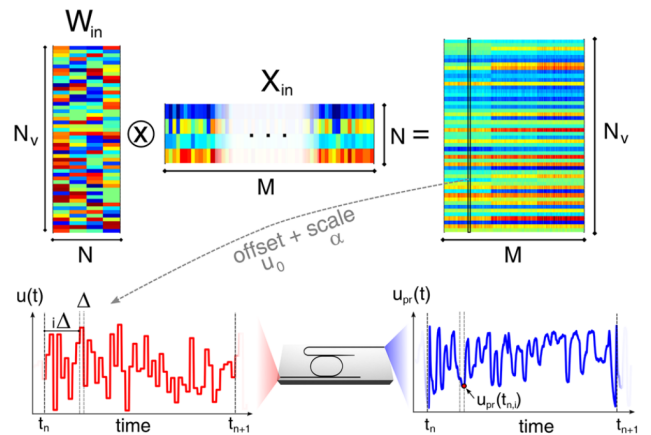 W_in
X_in
N_v
ⓧ
...
N =
N_v
N
M
M
offset + scale
u_0
α
u(t)
Δ
iΔ
u_pr(t)
u_pr(t_n,i)
t_n
time
t_n+1
t_n
time
t_n+1